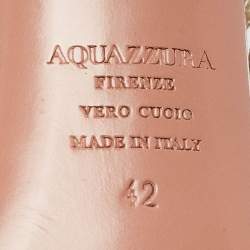 AQUAZZURA
FIRENZE
VERO CUOIO
MADE IN ITALY
42